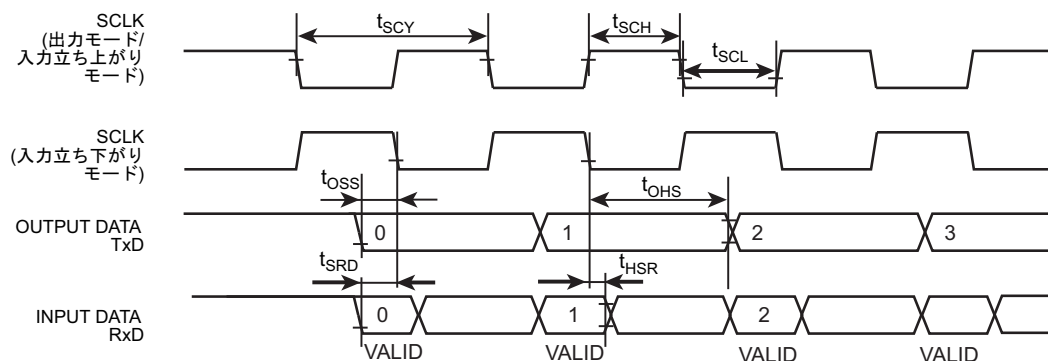 SCLK
(出力モード/
入力立ち上がり
モード)
tSCY
tSCH
tSCL
SCLK
(入力立ち下がり
モード)
tOSS
tOHS
OUTPUT DATA
TxD
0
1
2
3
tSRD
tHSR
INPUT DATA
RxD
0
1
2
VALID
VALID
VALID
VALID